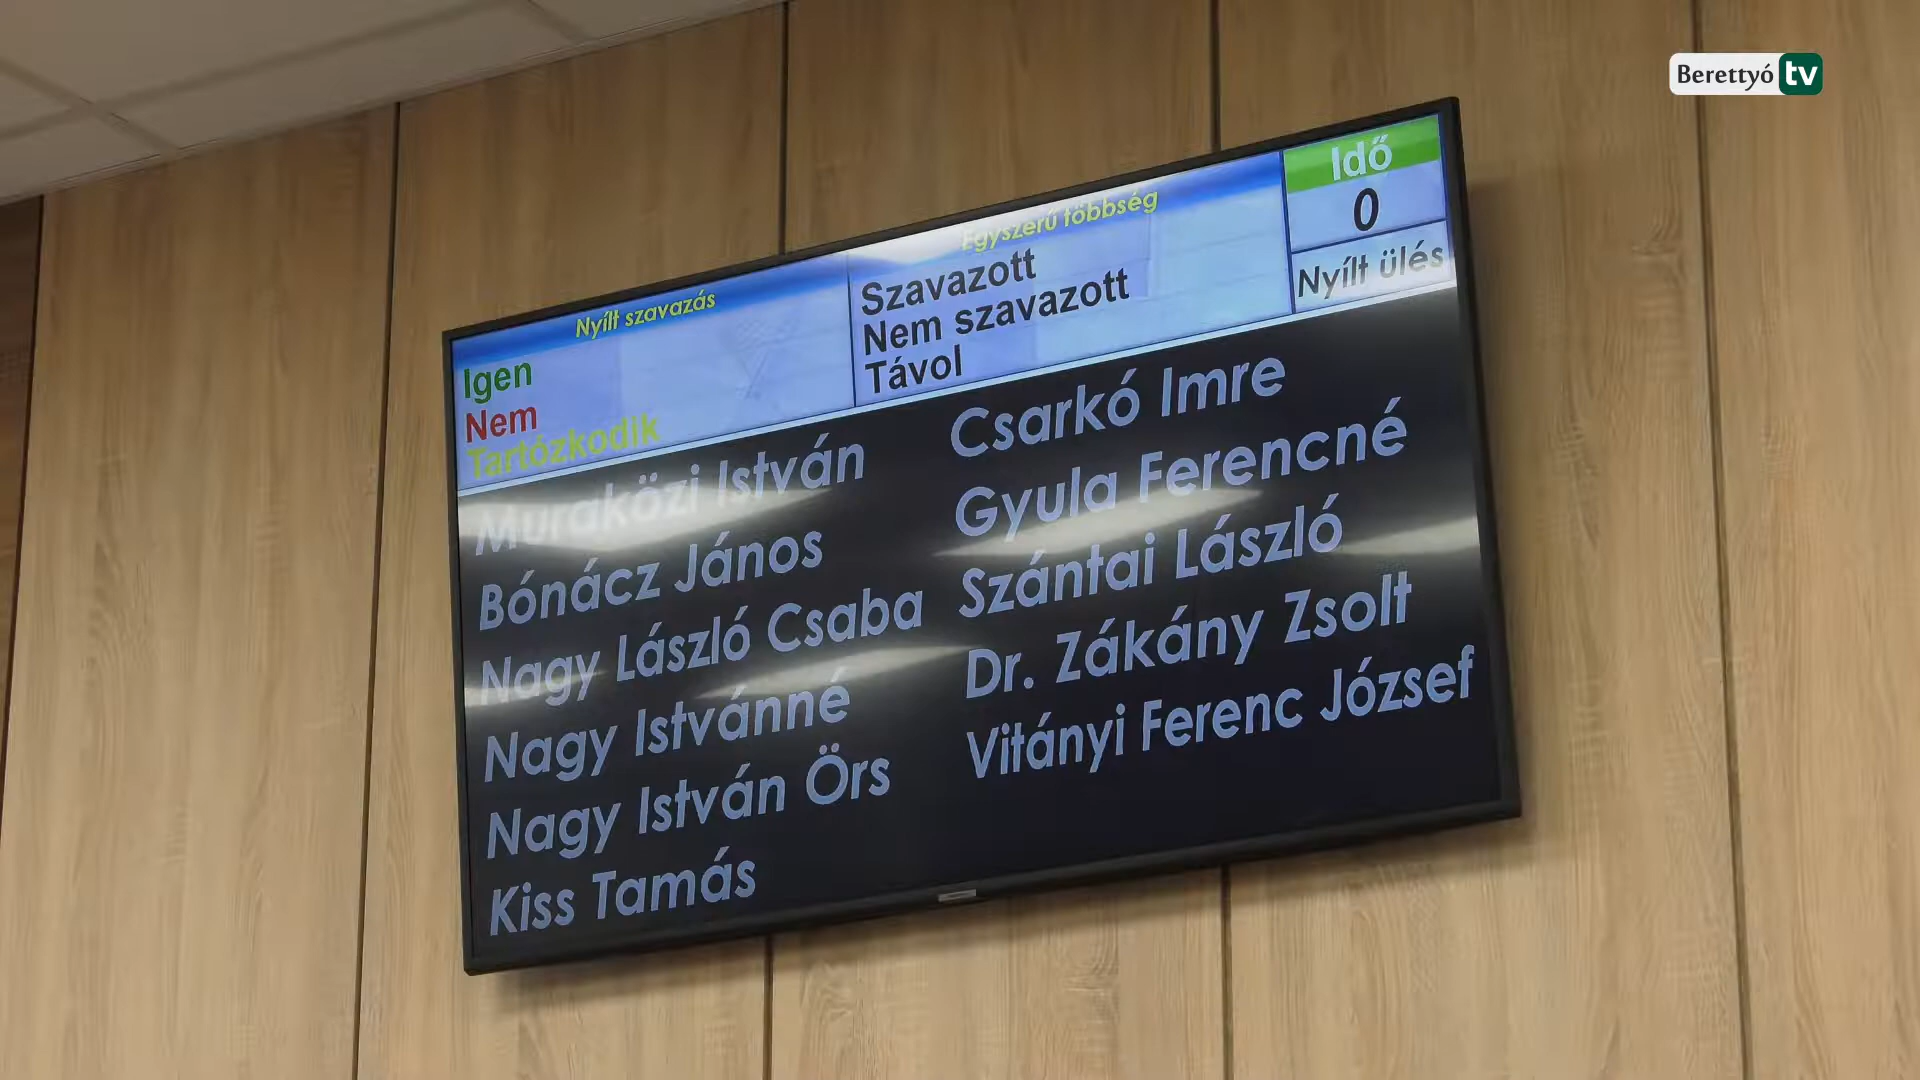 Berettyó tv
Nyílt szavazás
Igen
Nem
Tartózkodik
Egyszerű többség
Szavazott
Nem szavazott
Távol
Idő
0
Nyílt ülés
Muraközi István
Bónácz János
Nagy László Csaba
Nagy Istvánné
Nagy István Örs
Kiss Tamás
Csarkó Imre
Gyula Ferencné
Szántai László
Dr. Zákány Zsolt
Vitányi Ferenc József